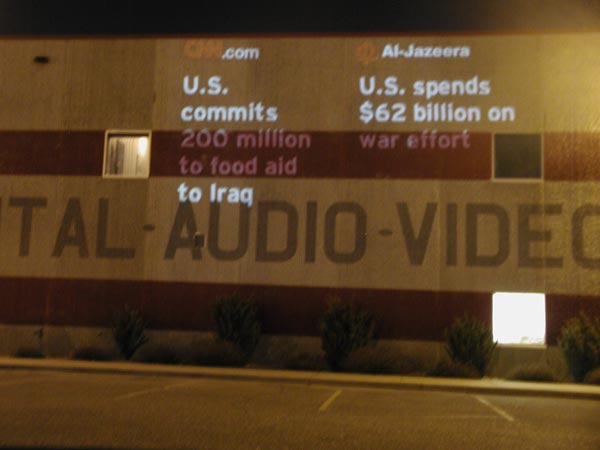 CNN.com
U.S.
commits
200 million
to food aid
to Iraq
Al-Jazeera
U.S. spends
$62 billion on
war effort
ITAL-AUDIO-VIDEO